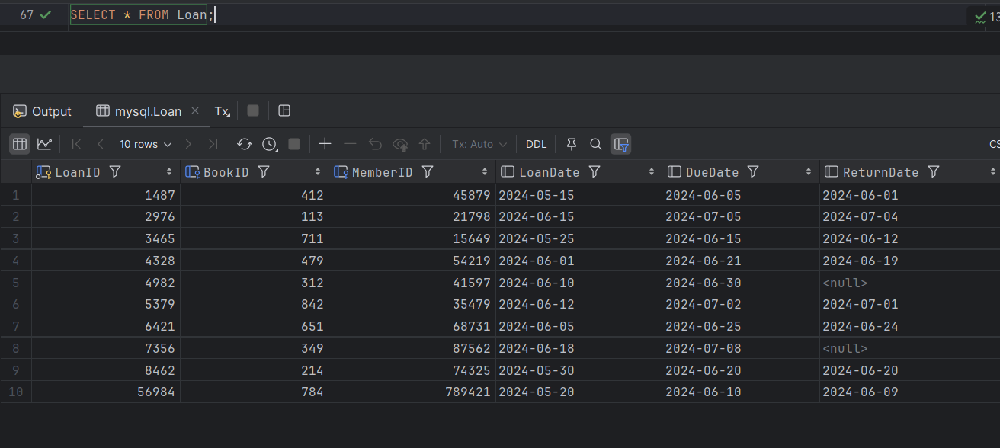 67 SELECT * FROM Loan; 13
Output mysql.Loan × Tx
10 rows Tx: Auto DDL CS
LoanID BookID MemberID LoanDate DueDate ReturnDate
1 1487 412 45879 2024-05-15 2024-06-05 2024-06-01
2 2976 113 21798 2024-06-15 2024-07-05 2024-07-04
3 3465 711 15649 2024-05-25 2024-06-15 2024-06-12
4 4328 479 54219 2024-06-01 2024-06-21 2024-06-19
5 4982 312 41597 2024-06-10 2024-06-30 <null>
6 5379 842 35479 2024-06-12 2024-07-02 2024-07-01
7 6421 651 68731 2024-06-05 2024-06-25 2024-06-24
8 7356 349 87562 2024-06-18 2024-07-08 <null>
9 8462 214 74325 2024-05-30 2024-06-20 2024-06-20
10 56984 784 789421 2024-05-20 2024-06-10 2024-06-09